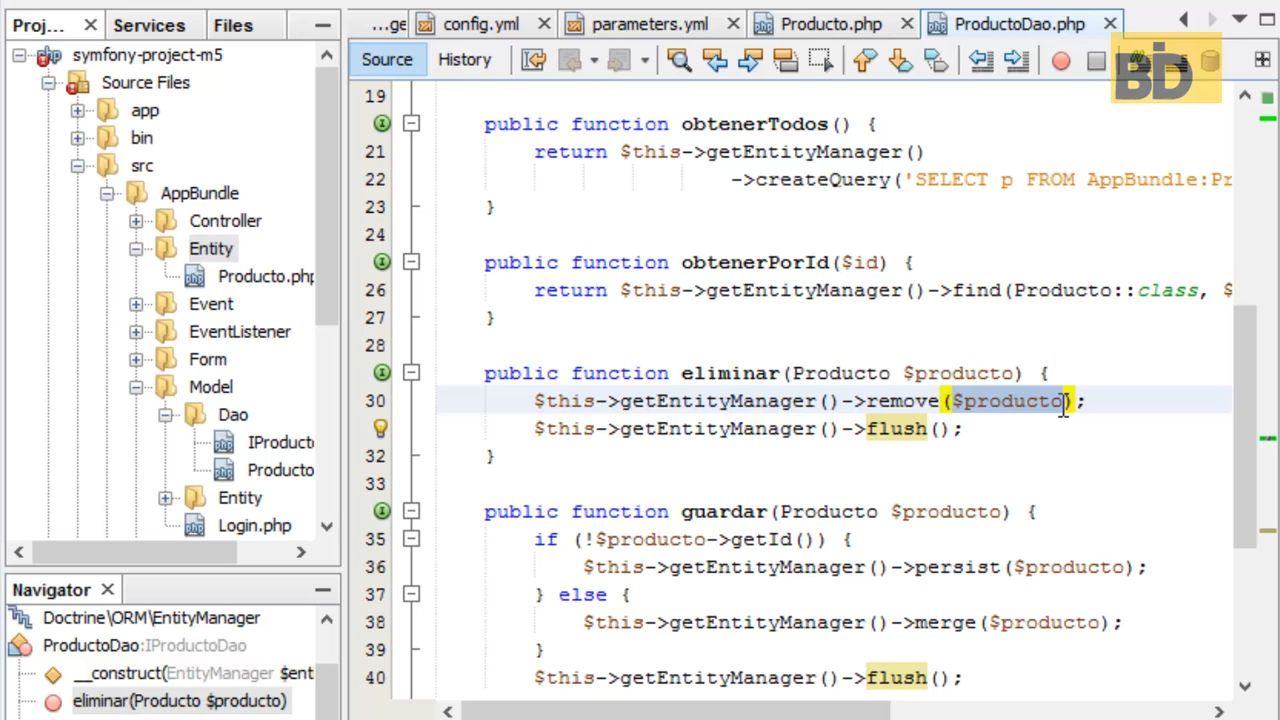 Proj...
Services
Files
...ge
config.yml
parameters.yml
Producto.php
ProductoDao.php
Source
History
BD
symfony-project-m5
Source Files
app
bin
src
AppBundle
Controller
Entity
Producto.php
Event
EventListener
Form
Model
Dao
IProducto
Producto
Entity
Login.php
Navigator
Doctrine\ORM\EntityManager
ProductoDao:IProductoDao
__construct(EntityManager $ent
eliminar(Producto $producto)
19
public function obtenerTodos() {
21 return $this->getEntityManager()
22 ->createQuery('SELECT p FROM AppBundle:Pr
23 }
24
public function obtenerPorId($id) {
26 return $this->getEntityManager()->find(Producto::class, $
27 }
28
public function eliminar(Producto $producto) {
30 $this->getEntityManager()->remove($producto);
$this->getEntityManager()->flush();
32 }
33
public function guardar(Producto $producto) {
35 if (!$producto->getId()) {
36 $this->getEntityManager()->persist($producto);
37 } else {
38 $this->getEntityManager()->merge($producto);
39 }
40 $this->getEntityManager()->flush();